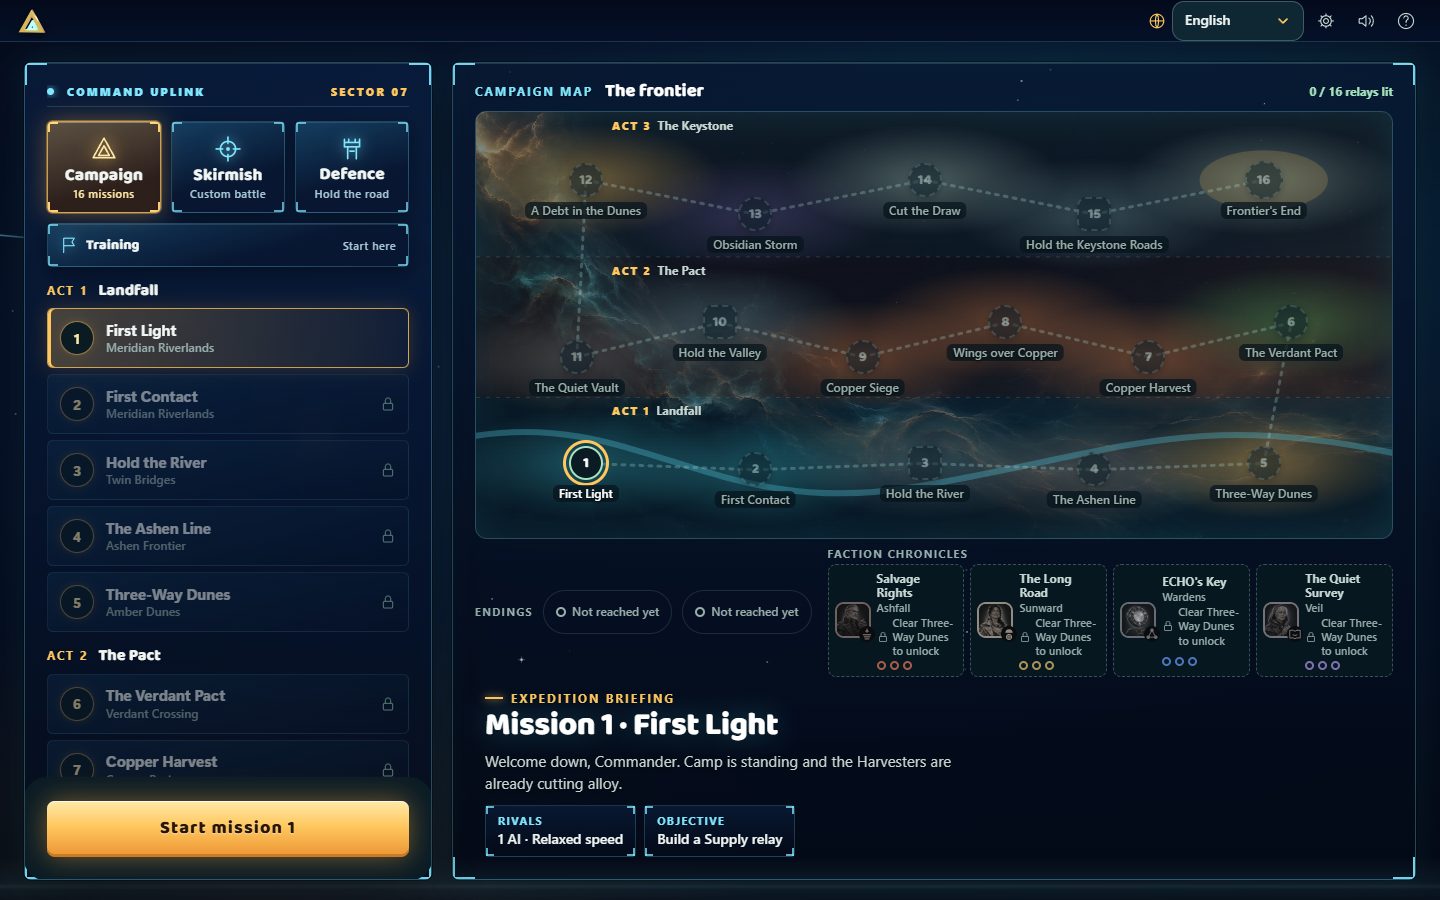 English
COMMAND UPLINK
SECTOR 07
Campaign
16 missions
Skirmish
Custom battle
Defence
Hold the road
Training
Start here
ACT 1 Landfall
1
First Light
Meridian Riverlands
2
First Contact
Meridian Riverlands
3
Hold the River
Twin Bridges
4
The Ashen Line
Ashen Frontier
5
Three-Way Dunes
Amber Dunes
ACT 2 The Pact
6
The Verdant Pact
Verdant Crossing
7
Copper Harvest
Start mission 1
CAMPAIGN MAP The frontier
0 / 16 relays lit
ACT 3 The Keystone
12
A Debt in the Dunes
13
Obsidian Storm
14
Cut the Draw
15
Hold the Keystone Roads
16
Frontier's End
ACT 2 The Pact
11
The Quiet Vault
10
Hold the Valley
9
Copper Siege
8
Wings over Copper
7
Copper Harvest
6
The Verdant Pact
ACT 1 Landfall
1
First Light
2
First Contact
3
Hold the River
4
The Ashen Line
5
Three-Way Dunes
ENDINGS
Not reached yet
Not reached yet
FACTION CHRONICLES
Salvage
Rights
Ashfall
Clear Three-
Way Dunes
to unlock
The Long
Road
Sunward
Clear Three-
Way Dunes
to unlock
ECHO's Key
Wardens
Clear Three-
Way Dunes
to unlock
The Quiet
Survey
Veil
Clear Three-
Way Dunes
to unlock
EXPEDITION BRIEFING
Mission 1 · First Light
Welcome down, Commander. Camp is standing and the Harvesters are
already cutting alloy.
RIVALS
1 AI · Relaxed speed
OBJECTIVE
Build a Supply relay